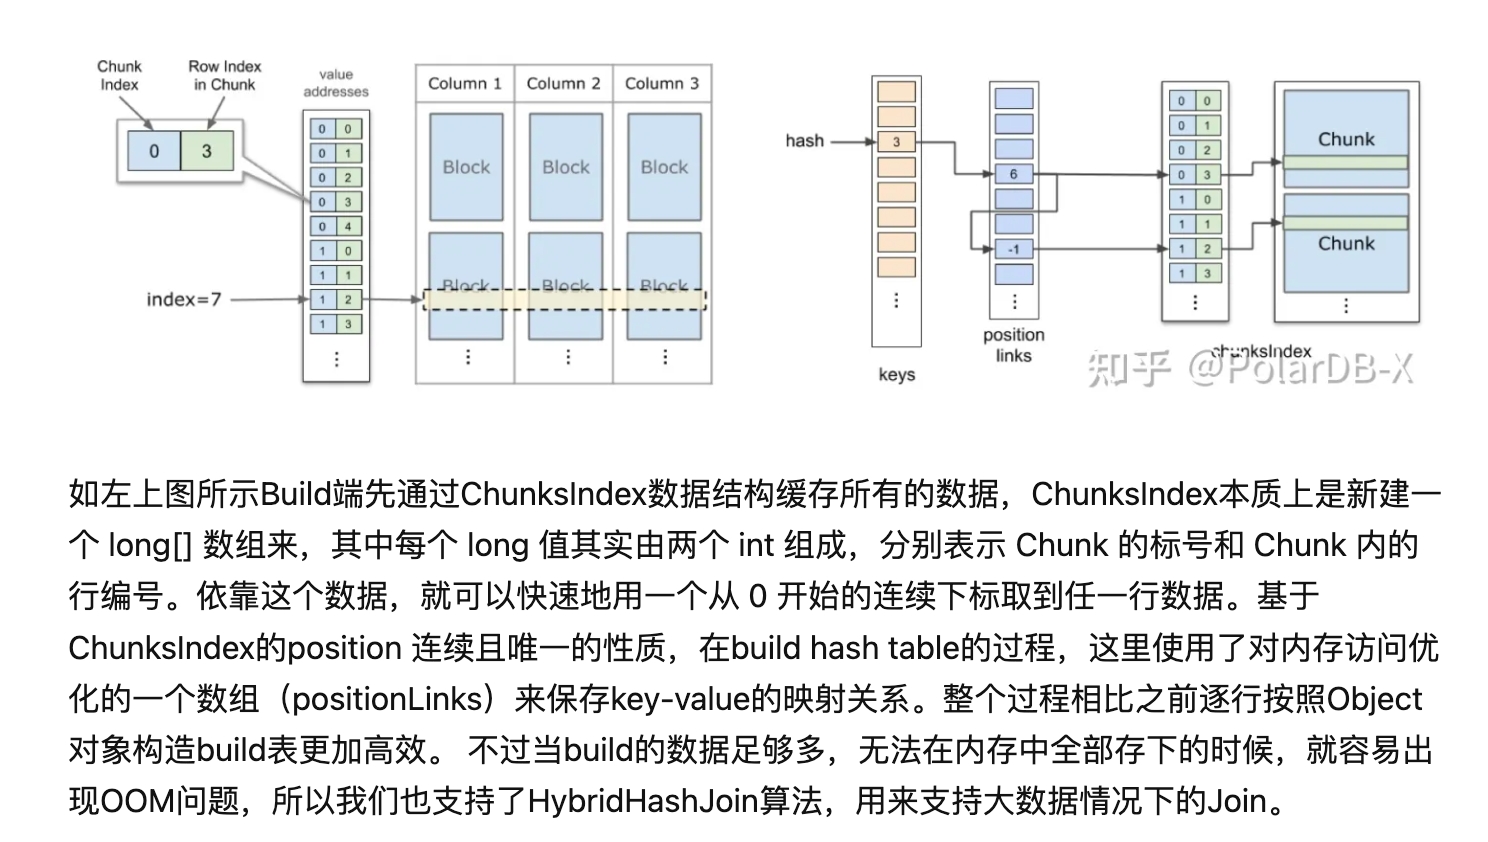 Chunk Index
Row Index in Chunk
0 3
value addresses
0 0
0 1
0 2
0 3
0 4
1 0
1 1
1 2
1 3
⋮
index=7
Column 1 Column 2 Column 3
Block Block Block
Block Block Block
⋮ ⋮ ⋮
hash
3
⋮
keys
6
-1
⋮
position links
0 0
0 1
0 2
0 3
1 0
1 1
1 2
1 3
⋮
Chunk
Chunk
⋮
chunksIndex
知乎 @PolarDB-X
如左上图所示Build端先通过ChunksIndex数据结构缓存所有的数据，ChunksIndex本质上是新建一
个 long[] 数组来，其中每个 long 值其实由两个 int 组成，分别表示 Chunk 的标号和 Chunk 内的
行编号。依靠这个数据，就可以快速地用一个从 0 开始的连续下标取到任一行数据。基于
ChunksIndex的position 连续且唯一的性质，在build hash table的过程，这里使用了对内存访问优
化的一个数组（positionLinks）来保存key-value的映射关系。整个过程相比之前逐行按照Object
对象构造build表更加高效。 不过当build的数据足够多，无法在内存中全部存下的时候，就容易出
现OOM问题，所以我们也支持了HybridHashJoin算法，用来支持大数据情况下的Join。